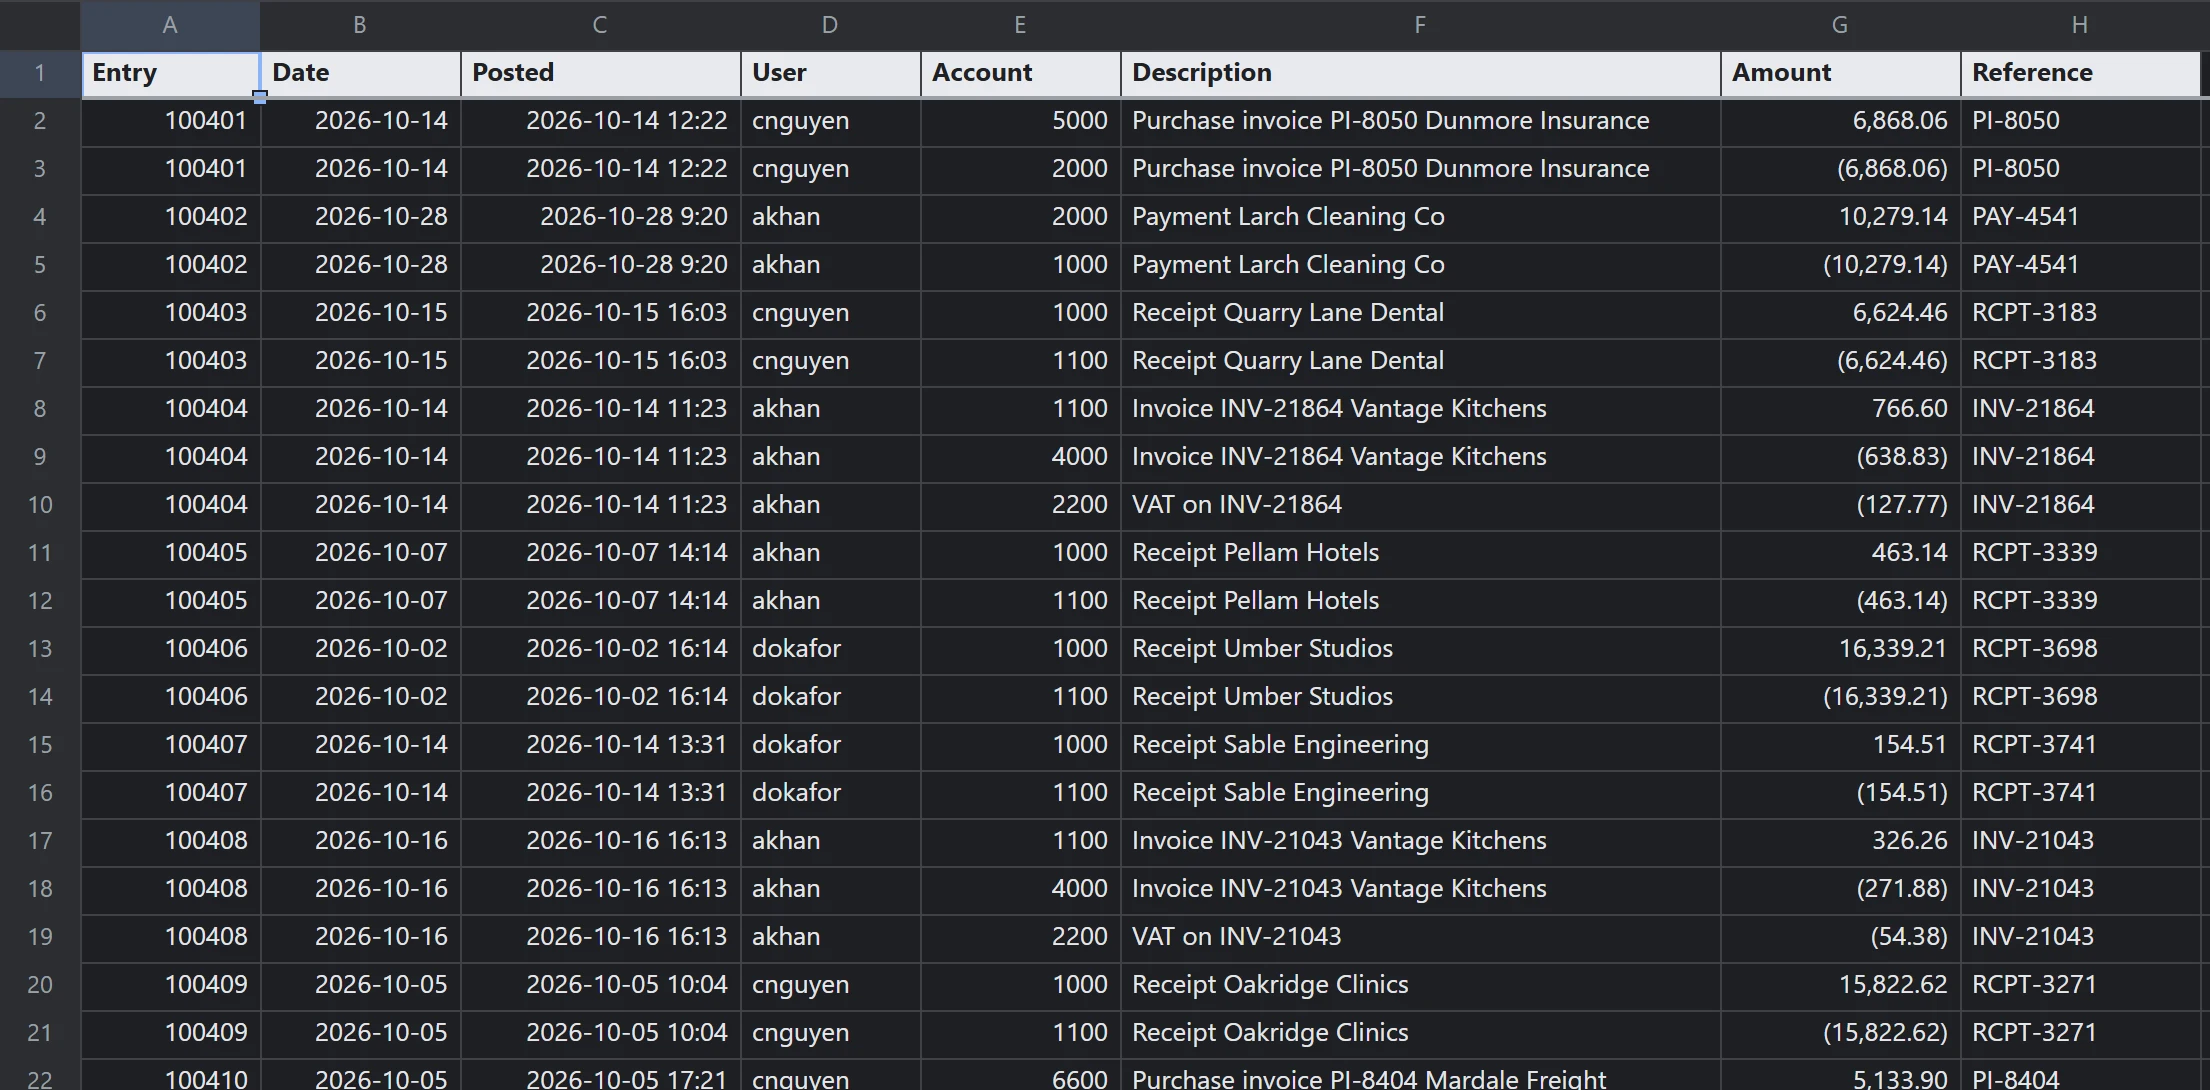 A B C D E F G H
1 Entry Date Posted User Account Description Amount Reference
2 100401 2026-10-14 2026-10-14 12:22 cnguyen 5000 Purchase invoice PI-8050 Dunmore Insurance 6,868.06 PI-8050
3 100401 2026-10-14 2026-10-14 12:22 cnguyen 2000 Purchase invoice PI-8050 Dunmore Insurance (6,868.06) PI-8050
4 100402 2026-10-28 2026-10-28 9:20 akhan 2000 Payment Larch Cleaning Co 10,279.14 PAY-4541
5 100402 2026-10-28 2026-10-28 9:20 akhan 1000 Payment Larch Cleaning Co (10,279.14) PAY-4541
6 100403 2026-10-15 2026-10-15 16:03 cnguyen 1000 Receipt Quarry Lane Dental 6,624.46 RCPT-3183
7 100403 2026-10-15 2026-10-15 16:03 cnguyen 1100 Receipt Quarry Lane Dental (6,624.46) RCPT-3183
8 100404 2026-10-14 2026-10-14 11:23 akhan 1100 Invoice INV-21864 Vantage Kitchens 766.60 INV-21864
9 100404 2026-10-14 2026-10-14 11:23 akhan 4000 Invoice INV-21864 Vantage Kitchens (638.83) INV-21864
10 100404 2026-10-14 2026-10-14 11:23 akhan 2200 VAT on INV-21864 (127.77) INV-21864
11 100405 2026-10-07 2026-10-07 14:14 akhan 1000 Receipt Pellam Hotels 463.14 RCPT-3339
12 100405 2026-10-07 2026-10-07 14:14 akhan 1100 Receipt Pellam Hotels (463.14) RCPT-3339
13 100406 2026-10-02 2026-10-02 16:14 dokafor 1000 Receipt Umber Studios 16,339.21 RCPT-3698
14 100406 2026-10-02 2026-10-02 16:14 dokafor 1100 Receipt Umber Studios (16,339.21) RCPT-3698
15 100407 2026-10-14 2026-10-14 13:31 dokafor 1000 Receipt Sable Engineering 154.51 RCPT-3741
16 100407 2026-10-14 2026-10-14 13:31 dokafor 1100 Receipt Sable Engineering (154.51) RCPT-3741
17 100408 2026-10-16 2026-10-16 16:13 akhan 1100 Invoice INV-21043 Vantage Kitchens 326.26 INV-21043
18 100408 2026-10-16 2026-10-16 16:13 akhan 4000 Invoice INV-21043 Vantage Kitchens (271.88) INV-21043
19 100408 2026-10-16 2026-10-16 16:13 akhan 2200 VAT on INV-21043 (54.38) INV-21043
20 100409 2026-10-05 2026-10-05 10:04 cnguyen 1000 Receipt Oakridge Clinics 15,822.62 RCPT-3271
21 100409 2026-10-05 2026-10-05 10:04 cnguyen 1100 Receipt Oakridge Clinics (15,822.62) RCPT-3271
22 100410 2026-10-05 2026-10-05 17:21 cnguyen 6600 Purchase invoice PI-8404 Mardale Freight 5,133.90 PI-8404